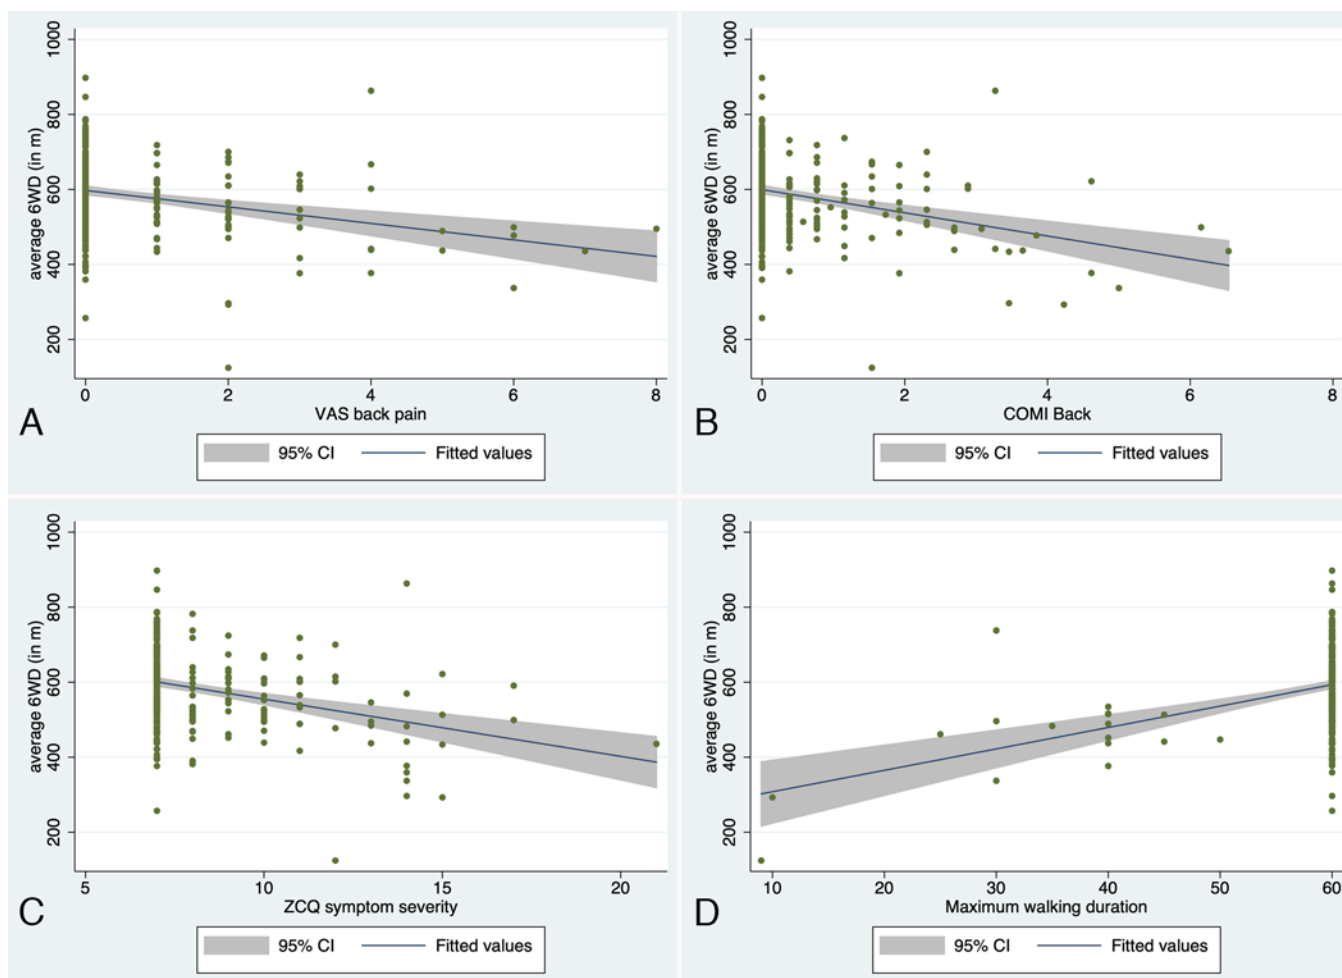 average 6WD (in m)
1000
800
600
400
200
0 2 4 6 8
VAS back pain
A
95% CI Fitted values
average 6WD (in m)
1000
800
600
400
200
0 2 4 6 8
COMI Back
B
95% CI Fitted values
average 6WD (in m)
1000
800
600
400
200
5 10 15 20
ZCQ symptom severity
C
95% CI Fitted values
average 6WD (in m)
1000
800
600
400
200
10 20 30 40 50 60
Maximum walking duration
D
95% CI Fitted values